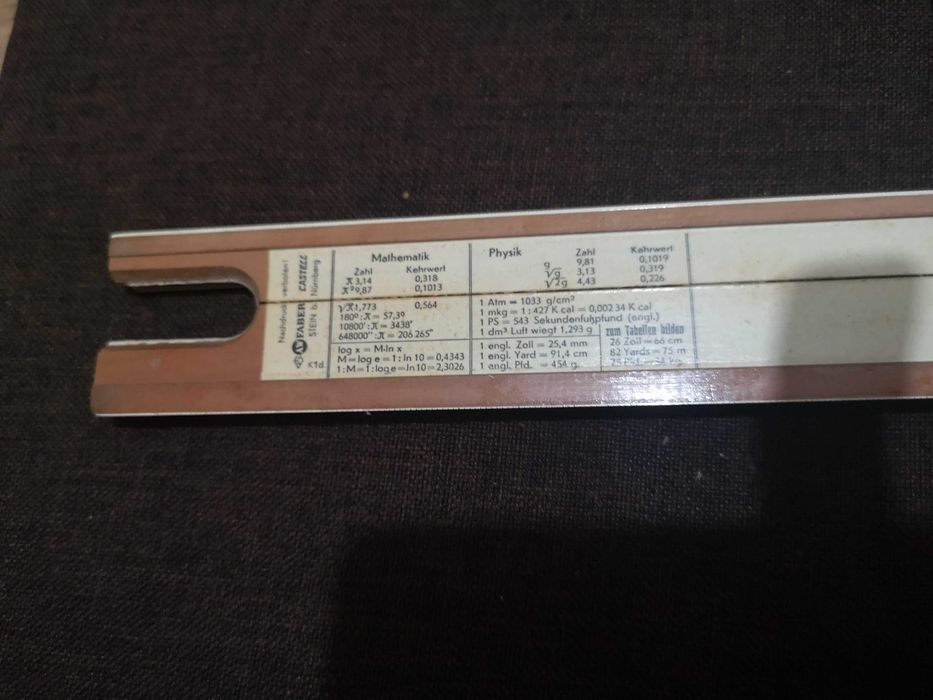 Nachdruck verboten!
FABER CASTELL
STEIN b. Nürnberg
K1d.
Mathematik
Zahl Kehrwert
π 3,14 0,318
π² 9,87 0,1013
√π 1,773 0,564
180°:π = 57,39
10800':π = 3438'
648000":π = 206 265"
log x = M·ln x
M = log e = 1 : ln 10 = 0,4343
1 : M = 1 : log e = ln 10 = 2,3026
Physik Zahl Kehrwert
g 9,81 0,1019
√g 3,13 0,319
√2g 4,43 0,226
1 Atm = 1033 g/cm²
1 mkg = 1 : 427 K cal = 0,002 34 K cal
1 PS = 543 Sekundenfußpfund (engl.)
1 dm³ Luft wiegt 1,293 g
1 engl. Zoll = 25,4 mm
1 engl. Yard = 91,4 cm
1 engl. Pfd. = 454 g
zum Tabellen bilden
26 Zoll = 66 cm
82 Yards = 75 m
75 Pfd. = 34 kg